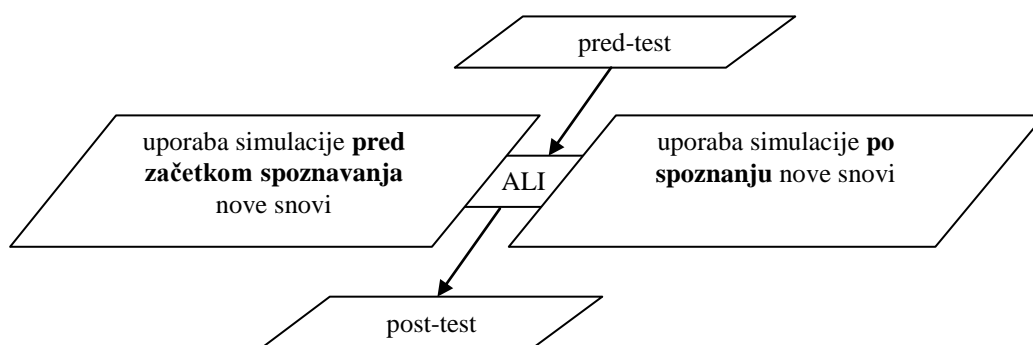 pred-test
uporaba simulacije pred
začetkom spoznavanja
nove snovi
ALI
uporaba simulacije po
spoznanju nove snovi
post-test